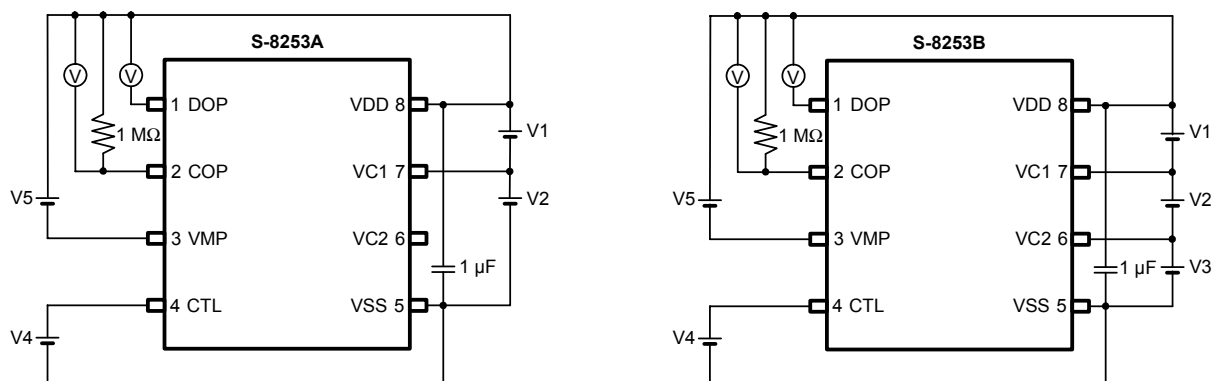 S-8253A
V
V
1 DOP
VDD 8
1 MΩ
V1
2 COP
VC1 7
V5
V2
3 VMP
VC2 6
1 µF
4 CTL
VSS 5
V4
S-8253B
V
V
1 DOP
VDD 8
1 MΩ
V1
2 COP
VC1 7
V5
V2
3 VMP
VC2 6
1 µF
V3
4 CTL
VSS 5
V4